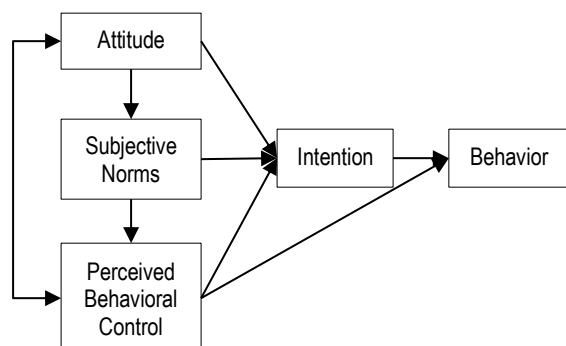 Attitude
Subjective
Norms
Intention
Behavior
Perceived
Behavioral
Control